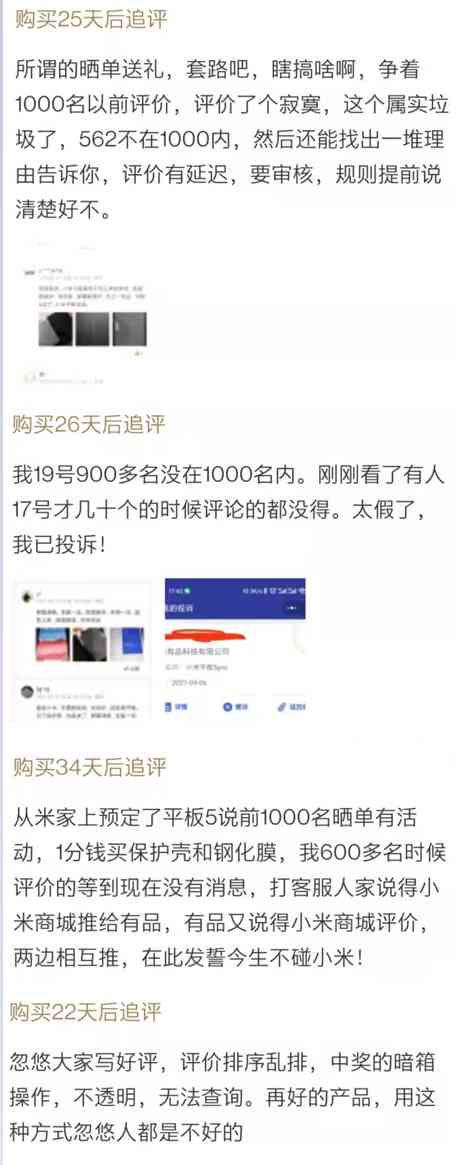 购买25天后追评
所谓的晒单送礼，套路吧，瞎搞啥啊，争着
1000名以前评价，评价了个寂寞，这个属实垃
圾了，562不在1000内，然后还能找出一堆理
由告诉你，评价有延迟，要审核，规则提前说
清楚好不。
购买26天后追评
我19号900多名没在1000名内。刚刚看了有人
17号才几十个的时候评论的都没得。太假了，
我已投诉！
的投诉
有品科技有限公司
详情
购买34天后追评
从米家上预定了平板5说前1000名晒单有活
动，1分钱买保护壳和钢化膜，我600多名时候
评价的等到现在没有消息，打客服人家说得小
米商城推给有品，有品又说得小米商城评价，
两边相互推，在此发誓今生不碰小米！
购买22天后追评
忽悠大家写好评，评价排序乱排，中奖的暗箱
操作，不透明，无法查询。再好的产品，用这
种方式忽悠人都是不好的